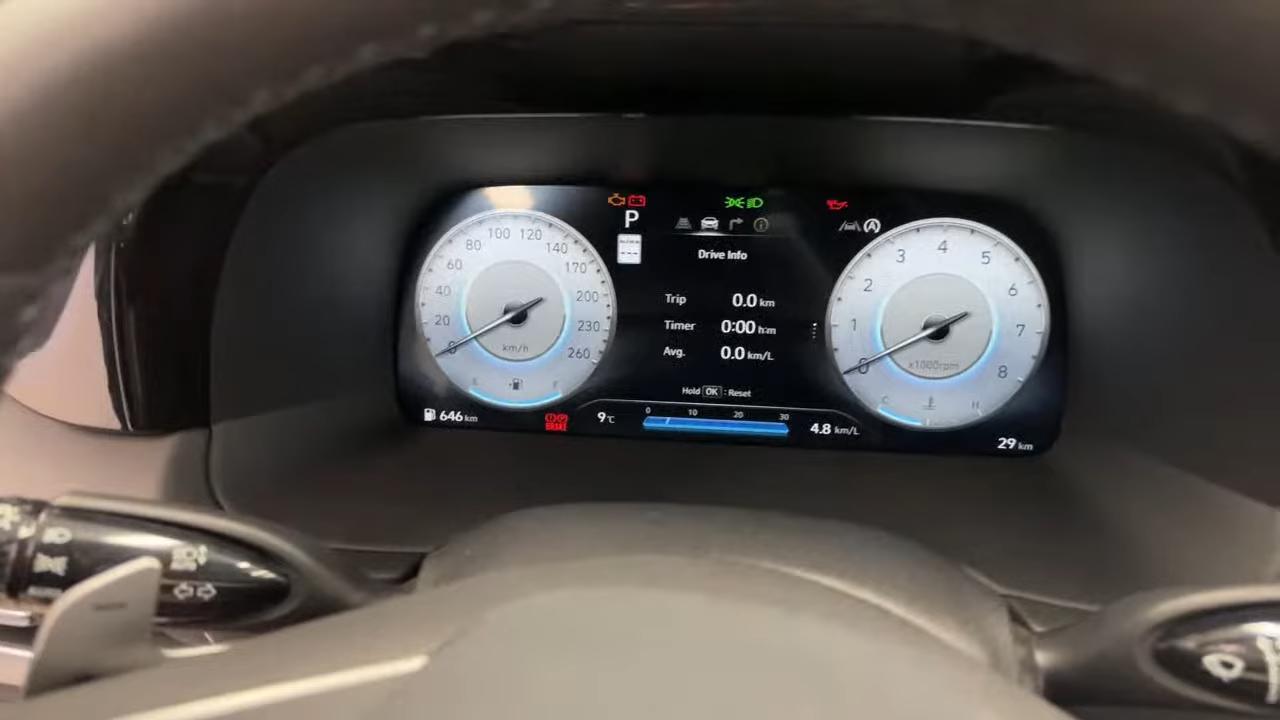 P
Drive Info
Trip 0.0 km
Timer 0:00 h:m
Avg. 0.0 km/L
Hold OK : Reset
0 20 40 60 80 100 120 140 170 200 230 260
km/h
E F
646 km
BRAKE
9°C
0 10 20 30
4.8 km/L
A
0 1 2 3 4 5 6 7 8
x1000rpm
C H
29 km